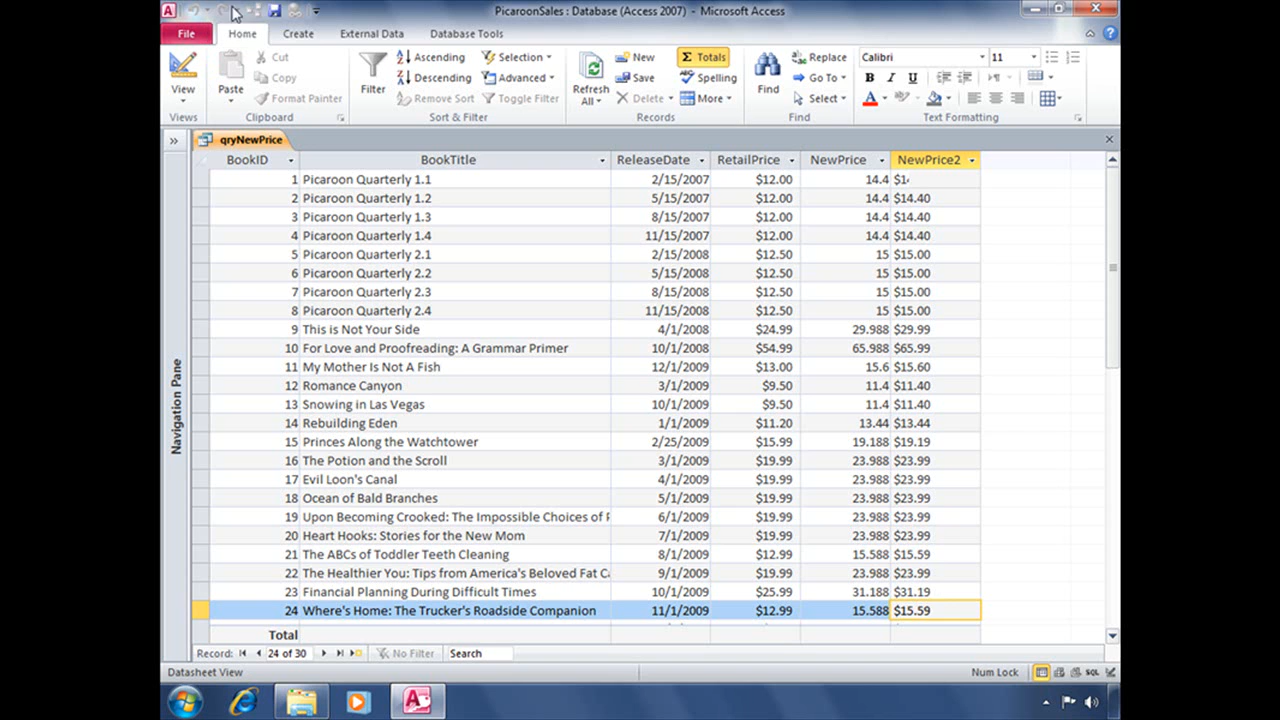 PicaroonSales : Database (Access 2007) - Microsoft Access
File Home Create External Data Database Tools
View
Views
Paste
Cut
Copy
Format Painter
Clipboard
Filter
Ascending
Descending
Remove Sort
Selection
Advanced
Toggle Filter
Sort & Filter
Refresh All
New
Save
Delete
Totals
Spelling
More
Records
Find
Replace
Go To
Select
Find
Calibri 11
B I U
A
Text Formatting
Navigation Pane
qryNewPrice
BookID BookTitle ReleaseDate RetailPrice NewPrice NewPrice2
1 Picaroon Quarterly 1.1 2/15/2007 $12.00 14.4
2 Picaroon Quarterly 1.2 5/15/2007 $12.00 14.4 $14.40
3 Picaroon Quarterly 1.3 8/15/2007 $12.00 14.4 $14.40
4 Picaroon Quarterly 1.4 11/15/2007 $12.00 14.4 $14.40
5 Picaroon Quarterly 2.1 2/15/2008 $12.50 15 $15.00
6 Picaroon Quarterly 2.2 5/15/2008 $12.50 15 $15.00
7 Picaroon Quarterly 2.3 8/15/2008 $12.50 15 $15.00
8 Picaroon Quarterly 2.4 11/15/2008 $12.50 15 $15.00
9 This is Not Your Side 4/1/2008 $24.99 29.988 $29.99
10 For Love and Proofreading: A Grammar Primer 10/1/2008 $54.99 65.988 $65.99
11 My Mother Is Not A Fish 12/1/2009 $13.00 15.6 $15.60
12 Romance Canyon 3/1/2009 $9.50 11.4 $11.40
13 Snowing in Las Vegas 10/1/2009 $9.50 11.4 $11.40
14 Rebuilding Eden 1/1/2009 $11.20 13.44 $13.44
15 Princes Along the Watchtower 2/25/2009 $15.99 19.188 $19.19
16 The Potion and the Scroll 3/1/2009 $19.99 23.988 $23.99
17 Evil Loon's Canal 4/1/2009 $19.99 23.988 $23.99
18 Ocean of Bald Branches 5/1/2009 $19.99 23.988 $23.99
19 Upon Becoming Crooked: The Impossible Choices of 6/1/2009 $19.99 23.988 $23.99
20 Heart Hooks: Stories for the New Mom 7/1/2009 $19.99 23.988 $23.99
21 The ABCs of Toddler Teeth Cleaning 8/1/2009 $12.99 15.588 $15.59
22 The Healthier You: Tips from America's Beloved Fat 9/1/2009 $19.99 23.988 $23.99
23 Financial Planning During Difficult Times 10/1/2009 $25.99 31.188 $31.19
24 Where's Home: The Trucker's Roadside Companion 11/1/2009 $12.99 15.588 $15.59
Total
Record: 24 of 30 No Filter Search
Datasheet View Num Lock SQL